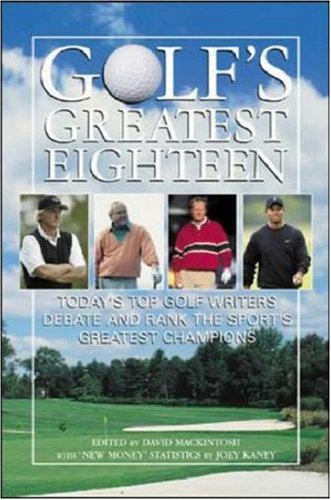 GOLF'S
GREATEST
EIGHTEEN
TODAY'S TOP GOLF WRITERS
DEBATE AND RANK THE SPORT'S
GREATEST CHAMPIONS
EDITED BY DAVID MACKINTOSH
WITH "NEW MONEY" STATISTICS BY JOEY KANEY